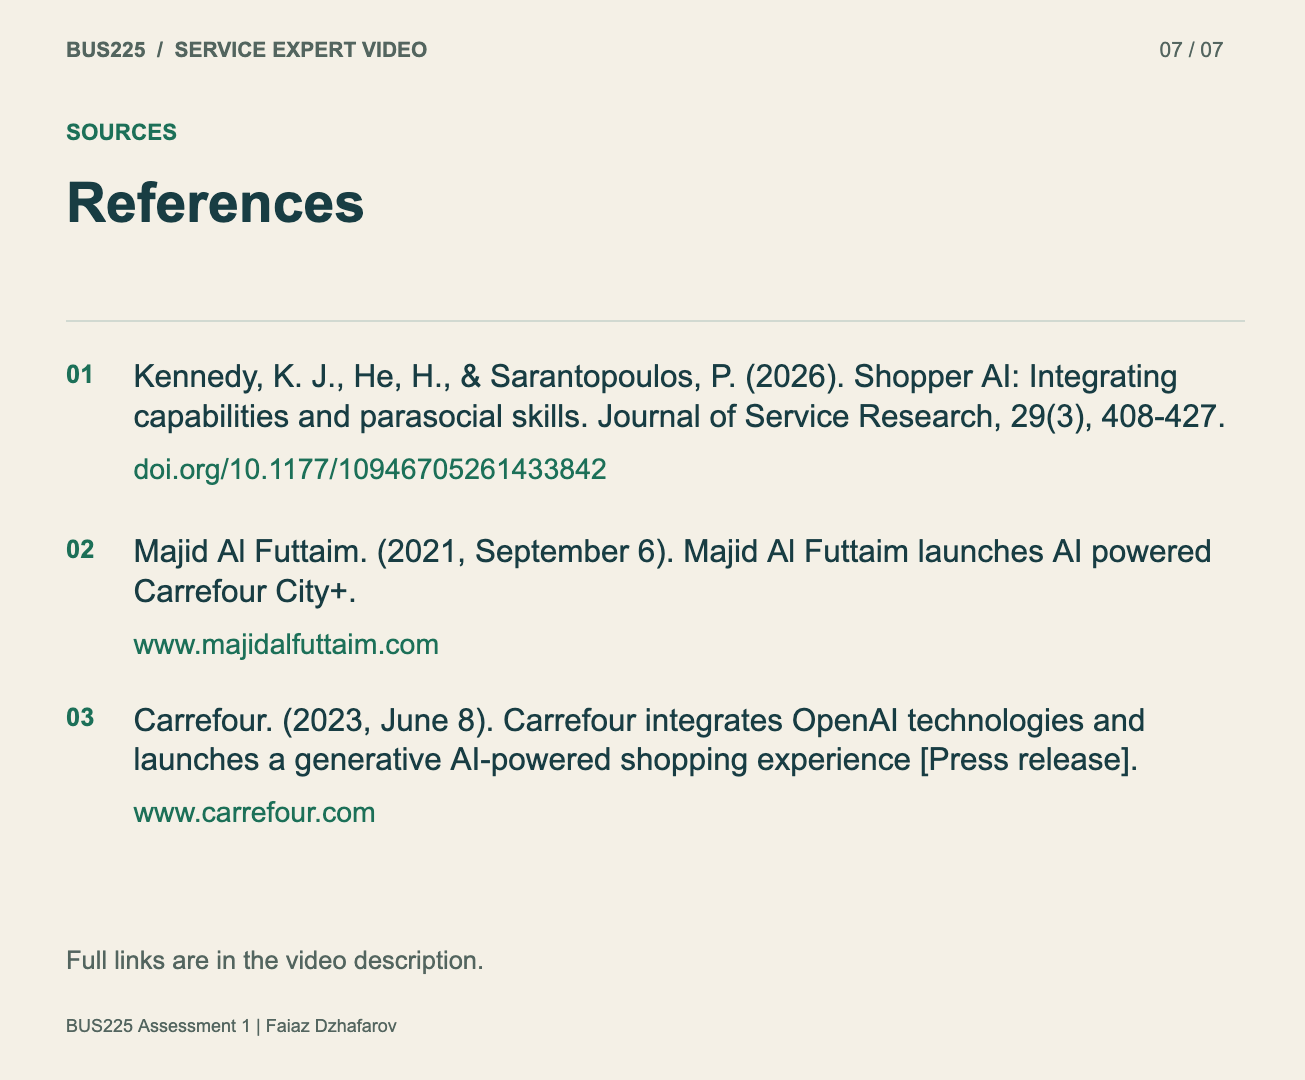 BUS225 / SERVICE EXPERT VIDEO
07 / 07
SOURCES
References
01
Kennedy, K. J., He, H., & Sarantopoulos, P. (2026). Shopper AI: Integrating
capabilities and parasocial skills. Journal of Service Research, 29(3), 408-427.
doi.org/10.1177/10946705261433842
02
Majid Al Futtaim. (2021, September 6). Majid Al Futtaim launches AI powered
Carrefour City+.
www.majidalfuttaim.com
03
Carrefour. (2023, June 8). Carrefour integrates OpenAI technologies and
launches a generative AI-powered shopping experience [Press release].
www.carrefour.com
Full links are in the video description.
BUS225 Assessment 1 | Faiaz Dzhafarov